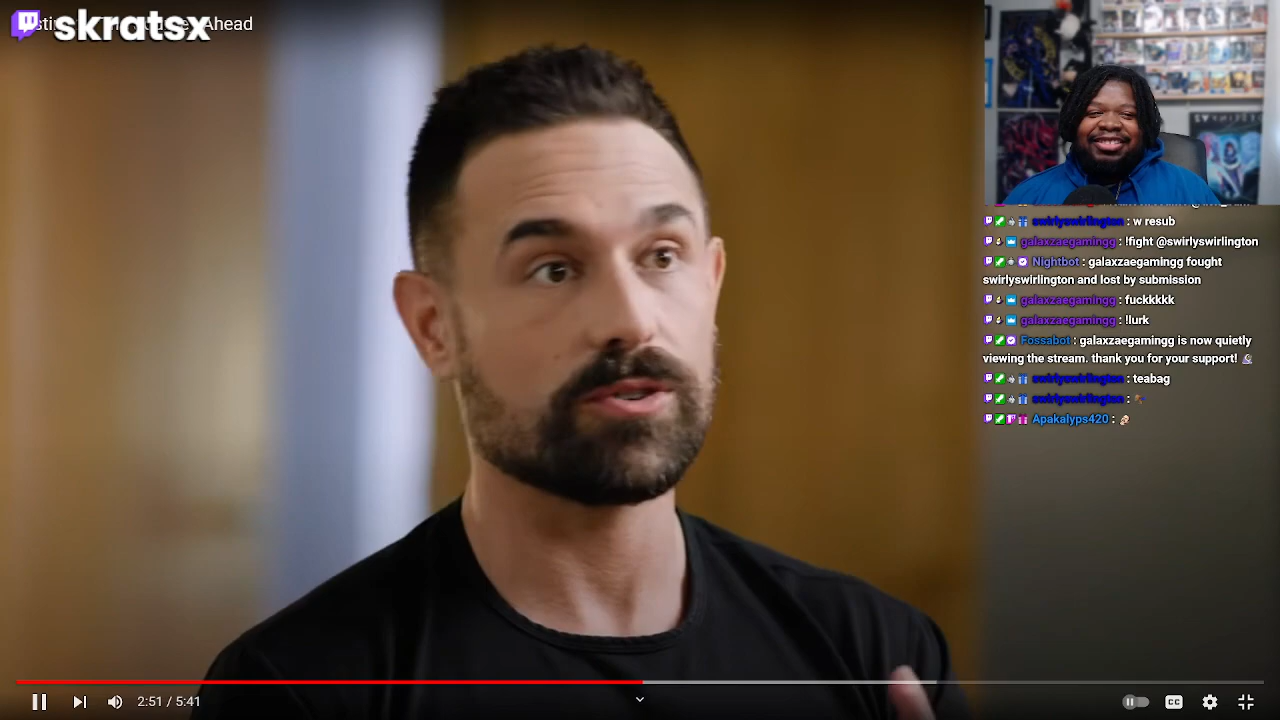 skratsx
Ahead
swirlyswirlington : w resub
galaxzaegamingg : !fight @swirlyswirlington
Nightbot : galaxzaegamingg fought
swirlyswirlington and lost by submission
galaxzaegamingg : fuckkkkk
galaxzaegamingg : !lurk
Fossabot : galaxzaegamingg is now quietly
viewing the stream. thank you for your support!
swirlyswirlington : teabag
swirlyswirlington :
Apakalyps420 :
2:51 / 5:41
CC